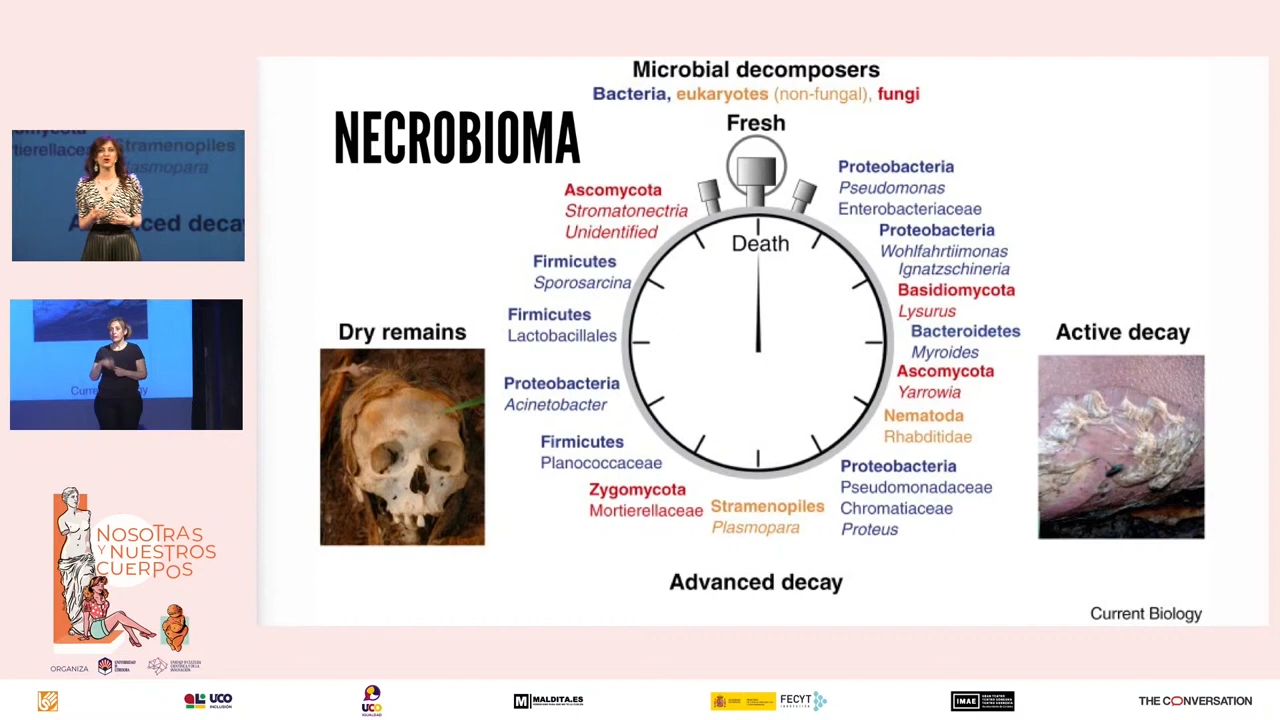 Microbial decomposers
Bacteria, eukaryotes (non-fungal), fungi
NECROBIOMA
Fresh
Death
Proteobacteria
Pseudomonas
Enterobacteriaceae
Proteobacteria
Wohlfahrtiimonas
Ignatzschineria
Basidiomycota
Lysurus
Bacteroidetes
Myroides
Ascomycota
Yarrowia
Nematoda
Rhabditidae
Proteobacteria
Pseudomonadaceae
Chromatiaceae
Proteus
Active decay
Stramenopiles
Plasmopara
Advanced decay
Zygomycota
Mortierellaceae
Firmicutes
Planococcaceae
Proteobacteria
Acinetobacter
Firmicutes
Lactobacillales
Firmicutes
Sporosarcina
Ascomycota
Stromatonectria
Unidentified
Dry remains
Current Biology
Stramenopiles
NOSOTRAS
Y NUESTROS
CUERPOS
ORGANIZA
UCO
INCLUSIÓN
UCO
IGUALDAD
MALDITA.ES
FECYT
INNOVACIÓN
IMAE
THE CONVERSATION